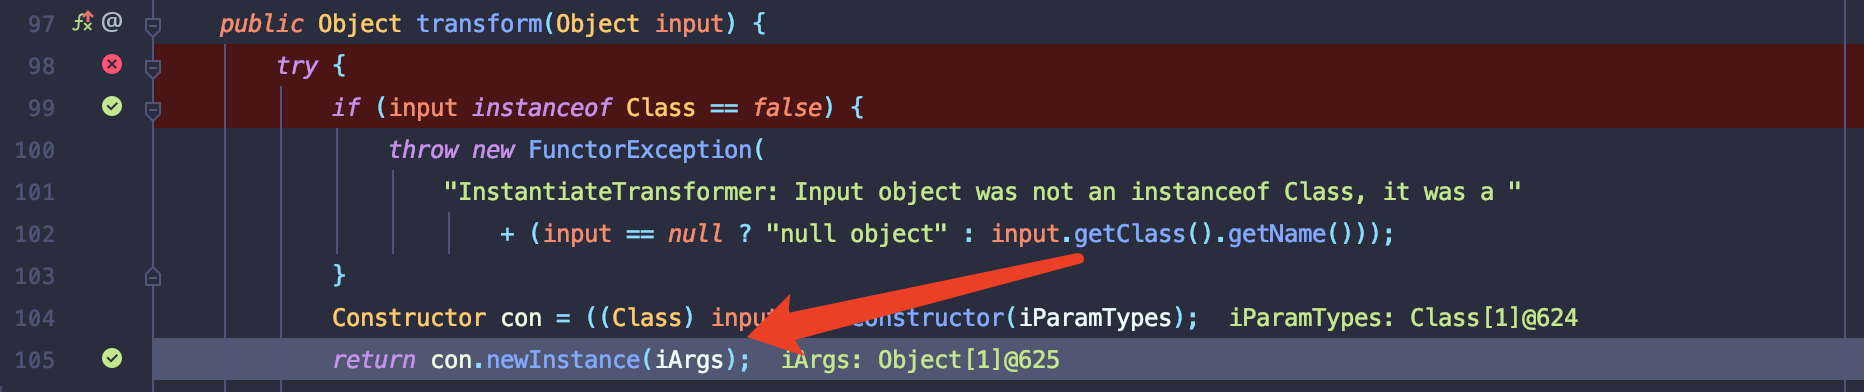 97 public Object transform(Object input) {
98 try {
99 if (input instanceof Class == false) {
100 throw new FunctorException(
101 "InstantiateTransformer: Input object was not an instanceof Class, it was a "
102 + (input == null ? "null object" : input.getClass().getName()));
103 }
104 Constructor con = ((Class) input onstructor(iParamTypes); iParamTypes: Class[1]@624
105 return con.newInstance(iArgs); iArgs: Object[1]@625